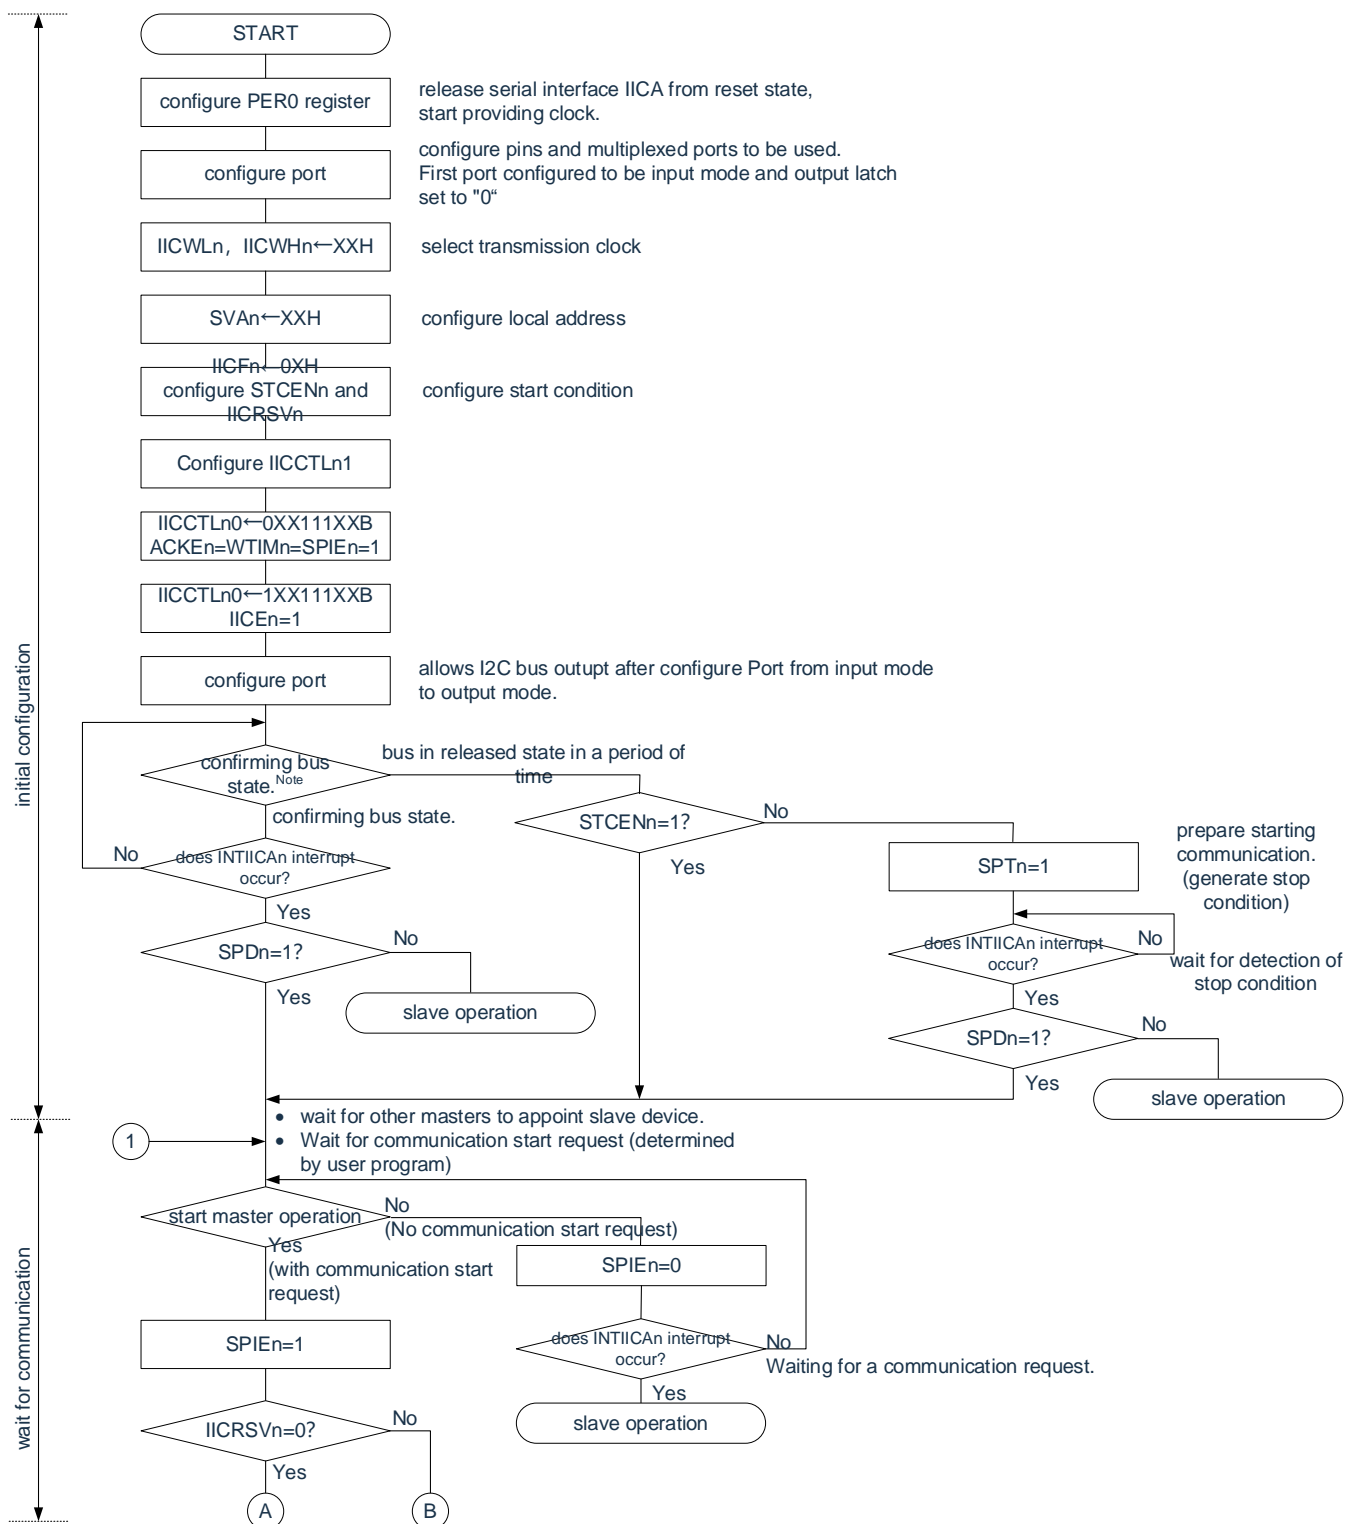 START
configure PER0 register
release serial interface IICA from reset state,
start providing clock.
configure port
configure pins and multiplexed ports to be used.
First port configured to be input mode and output latch
set to "0“
IICWLn，IICWHn←XXH
select transmission clock
SVAn←XXH
configure local address
IICFn←0XH
configure STCENn and
IICRSVn
configure start condition
Configure IICCTLn1
IICCTLn0←0XX111XXB
ACKEn=WTIMn=SPIEn=1
IICCTLn0←1XX111XXB
IICEn=1
configure port
allows I2C bus outupt after configure Port from input mode
to output mode.
initial configuration
confirming bus
state.Note
bus in released state in a period of
time
confirming bus state.
STCENn=1?
No
Yes
SPTn=1
prepare starting
communication.
(generate stop
condition)
does INTIICAn interrupt
occur?
No
Yes
does INTIICAn interrupt
occur?
No
wait for detection of
stop condition
Yes
SPDn=1?
No
Yes
slave operation
SPDn=1?
No
Yes
slave operation
1
• wait for other masters to appoint slave device.
• Wait for communication start request (determined
by user program)
wait for communication
start master operation
No
(No communication start request)
Yes
(with communication start
request)
SPIEn=0
SPIEn=1
does INTIICAn interrupt
occur?
No
Waiting for a communication request.
Yes
slave operation
IICRSVn=0?
No
Yes
A
B